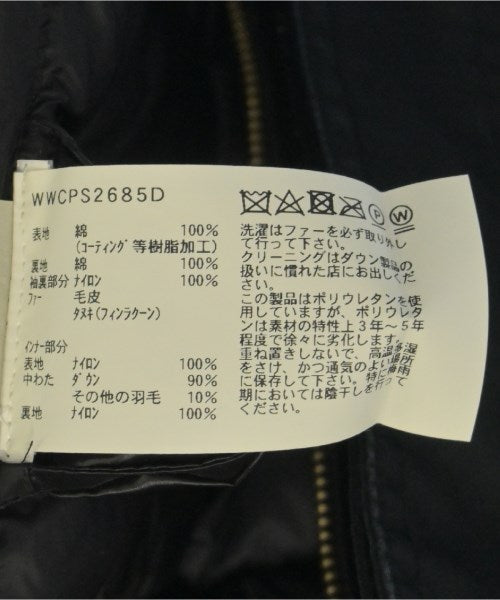 WWCPS2685D
表地 綿 100%
(コーティング等樹脂加工)
裏地 綿 100%
袖裏部分 ナイロン 100%
ファー 毛皮
タヌキ(フィンラクーン)
インナー部分
表地 ナイロン 100%
中わた ダウン 90%
その他の羽毛 10%
裏地 ナイロン 100%
P W
洗濯はファーを必ず取り外し
て行って下さい。
クリーニングはダウン製品の
扱いに慣れた店にお出しくだ
さい。
この製品はポリウレタンを使
用していますが、ポリウレタ
ンは素材の特性上3年～5年
程度で徐々に劣化します。
重ね置きしないで、高温多湿
をさけ、かつ通気のよい場所
に保存して下さい。特に梅雨
期においては陰干しを行って
ください。